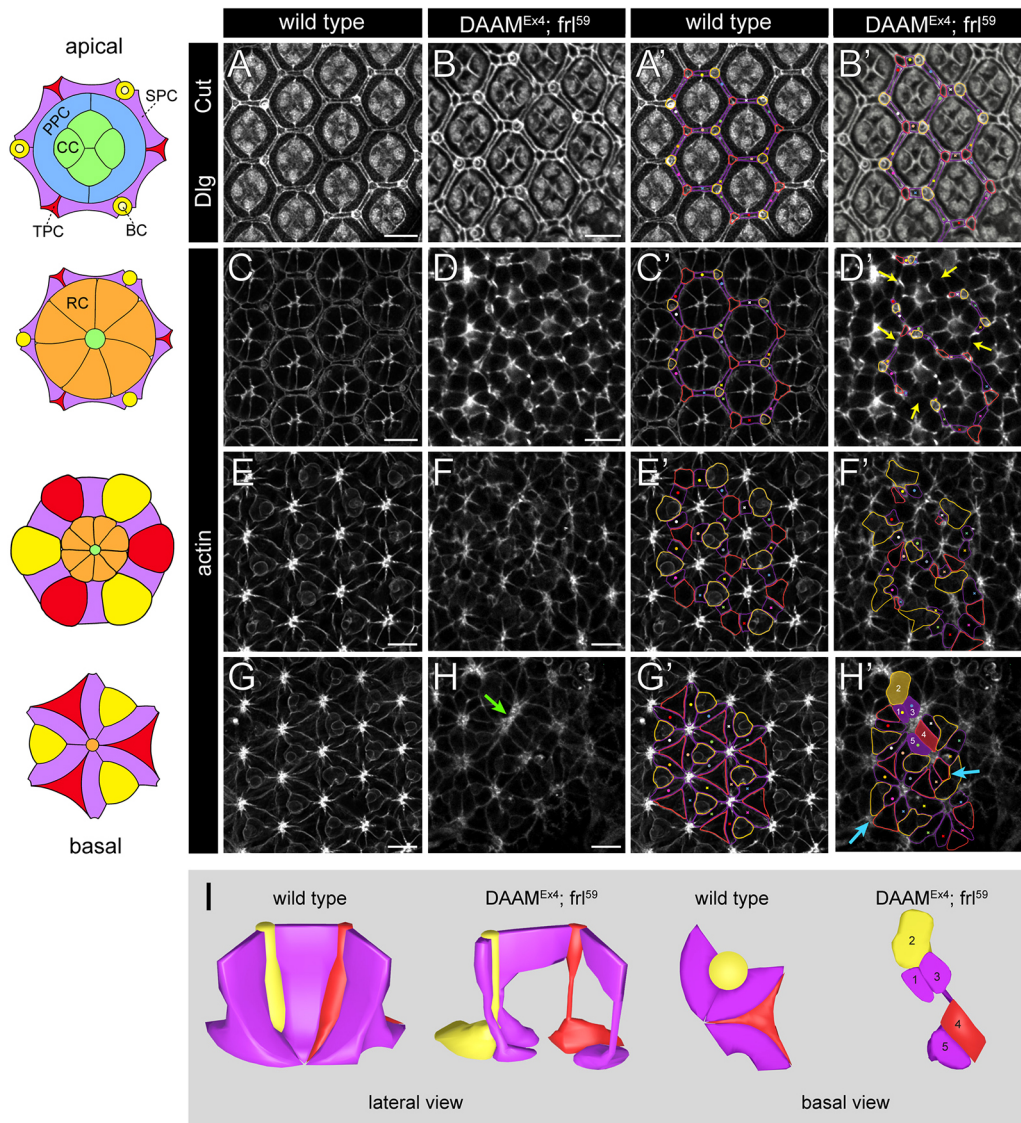 wild type
DAAMEx4; frl59
wild type
DAAMEx4; frl59
apical
SPC
PPC
CC
TPC
BC
Cut
Dlg
A
B
A’
B’
RC
actin
C
D
C’
D’
E
F
E’
F’
G
H
G’
H’
2
1
3
4
5
basal
I
wild type
DAAMEx4; frl59
wild type
DAAMEx4; frl59
2
1
3
4
5
lateral view
basal view